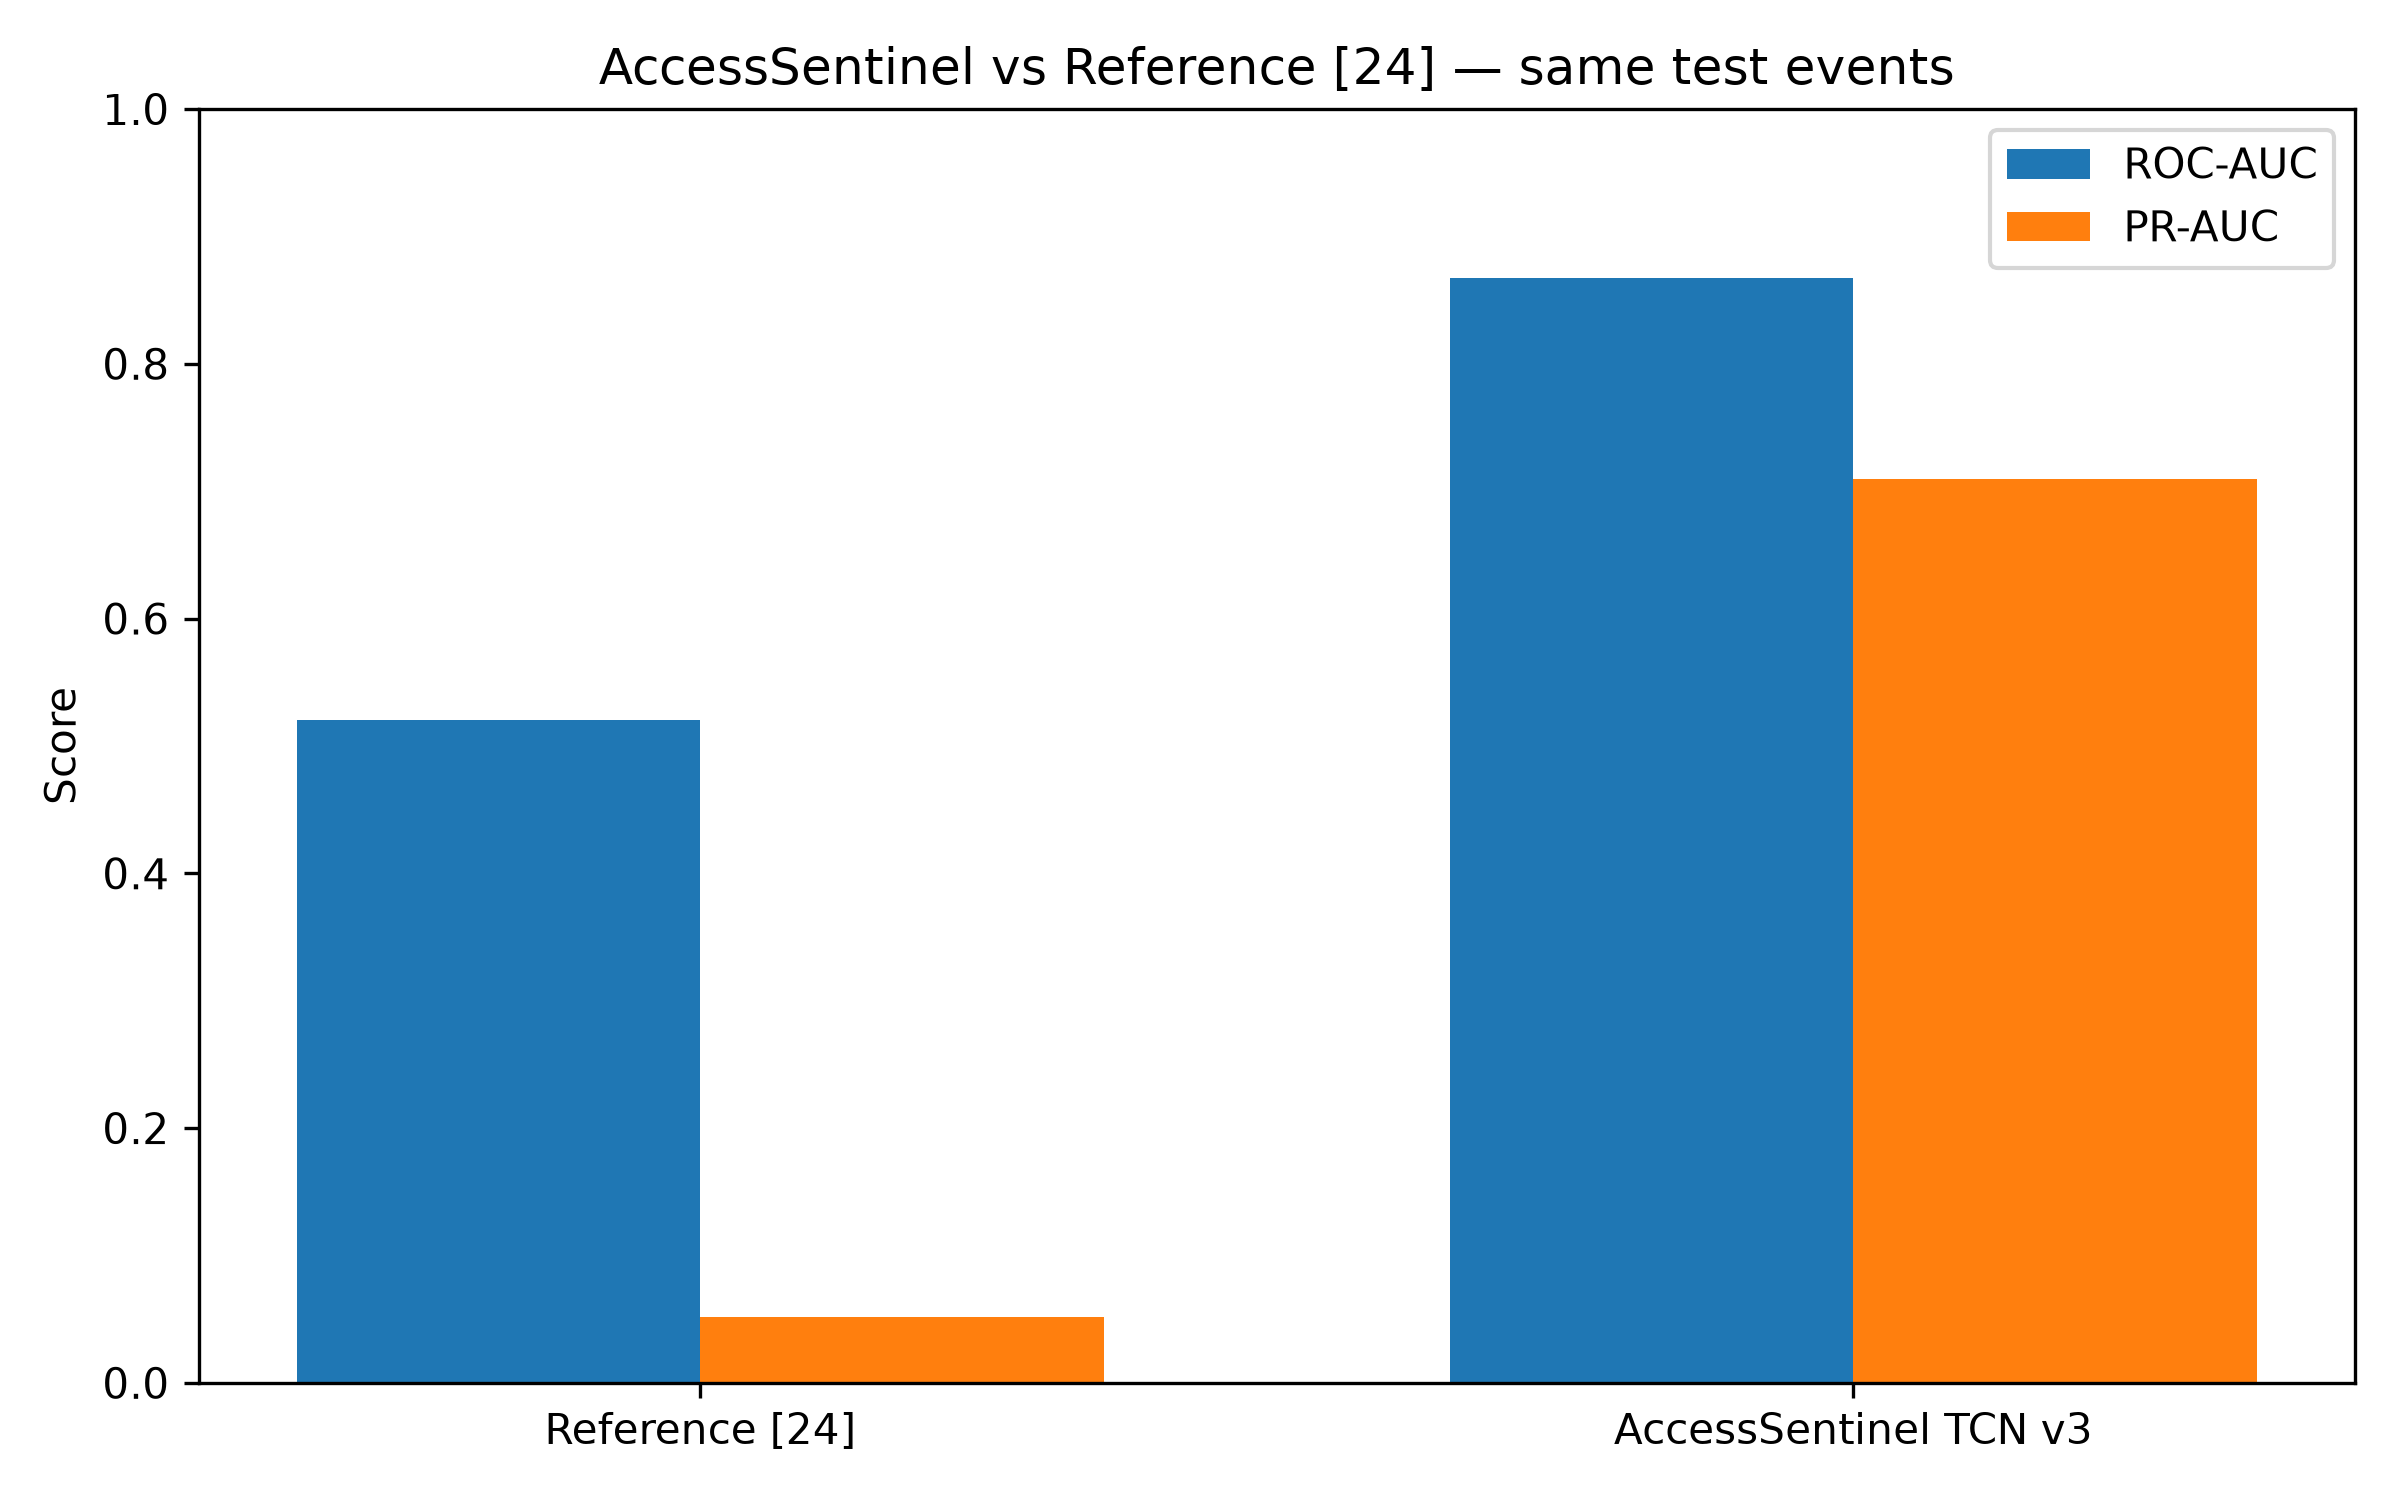 AccessSentinel vs Reference [24] — same test events
1.0
0.8
0.6
0.4
0.2
0.0
Score
ROC-AUC
PR-AUC
Reference [24]
AccessSentinel TCN v3